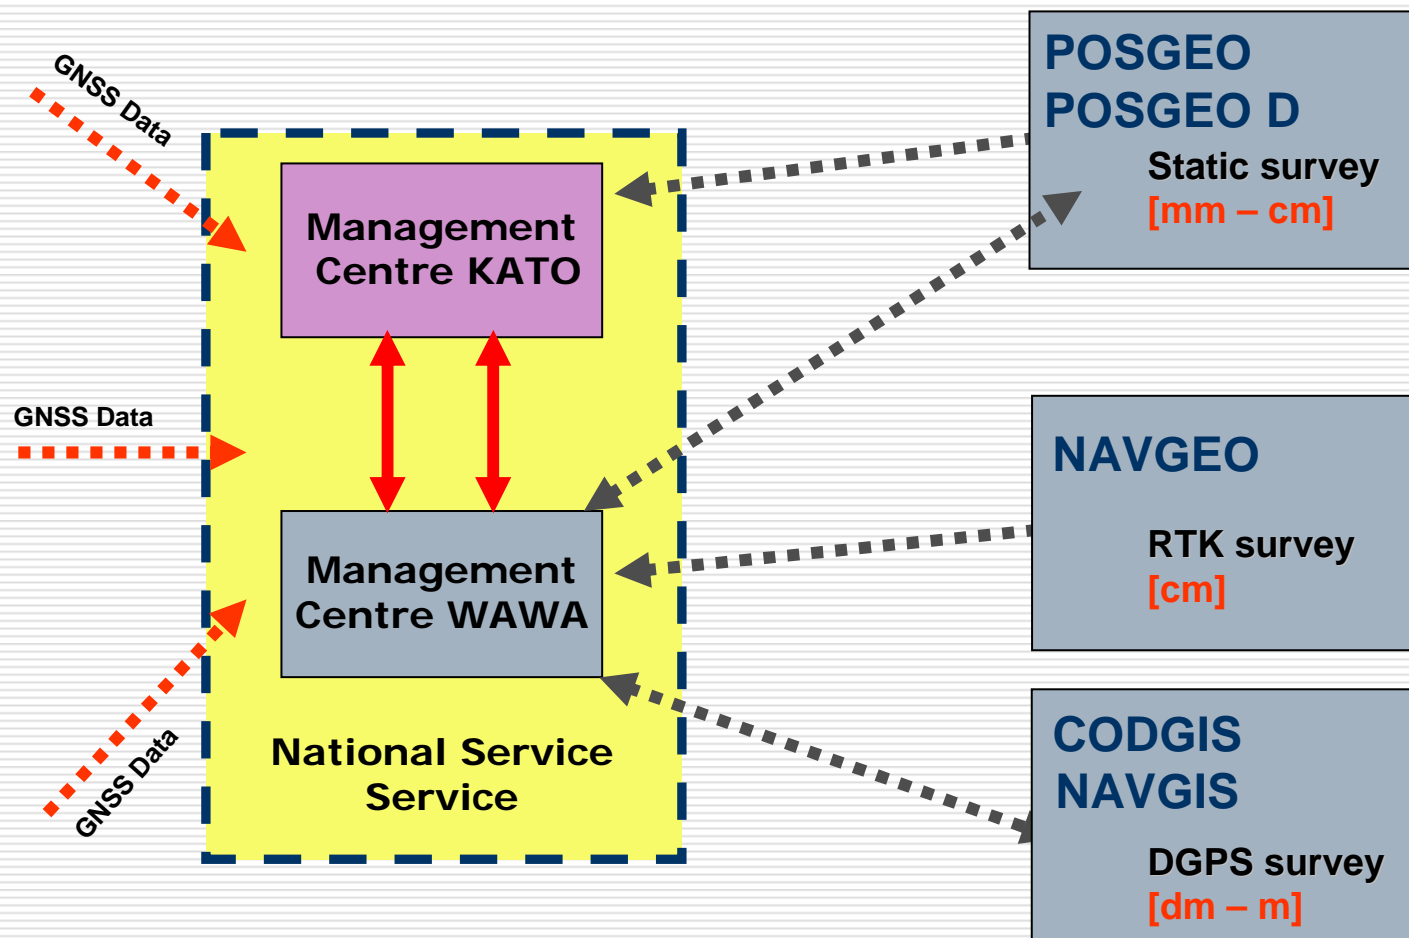 GNSS Data
GNSS Data
GNSS Data
Management
Centre KATO
Management
Centre WAWA
National Service
Service
POSGEO
POSGEO D
Static survey
[mm – cm]
NAVGEO
RTK survey
[cm]
CODGIS
NAVGIS
DGPS survey
[dm – m]